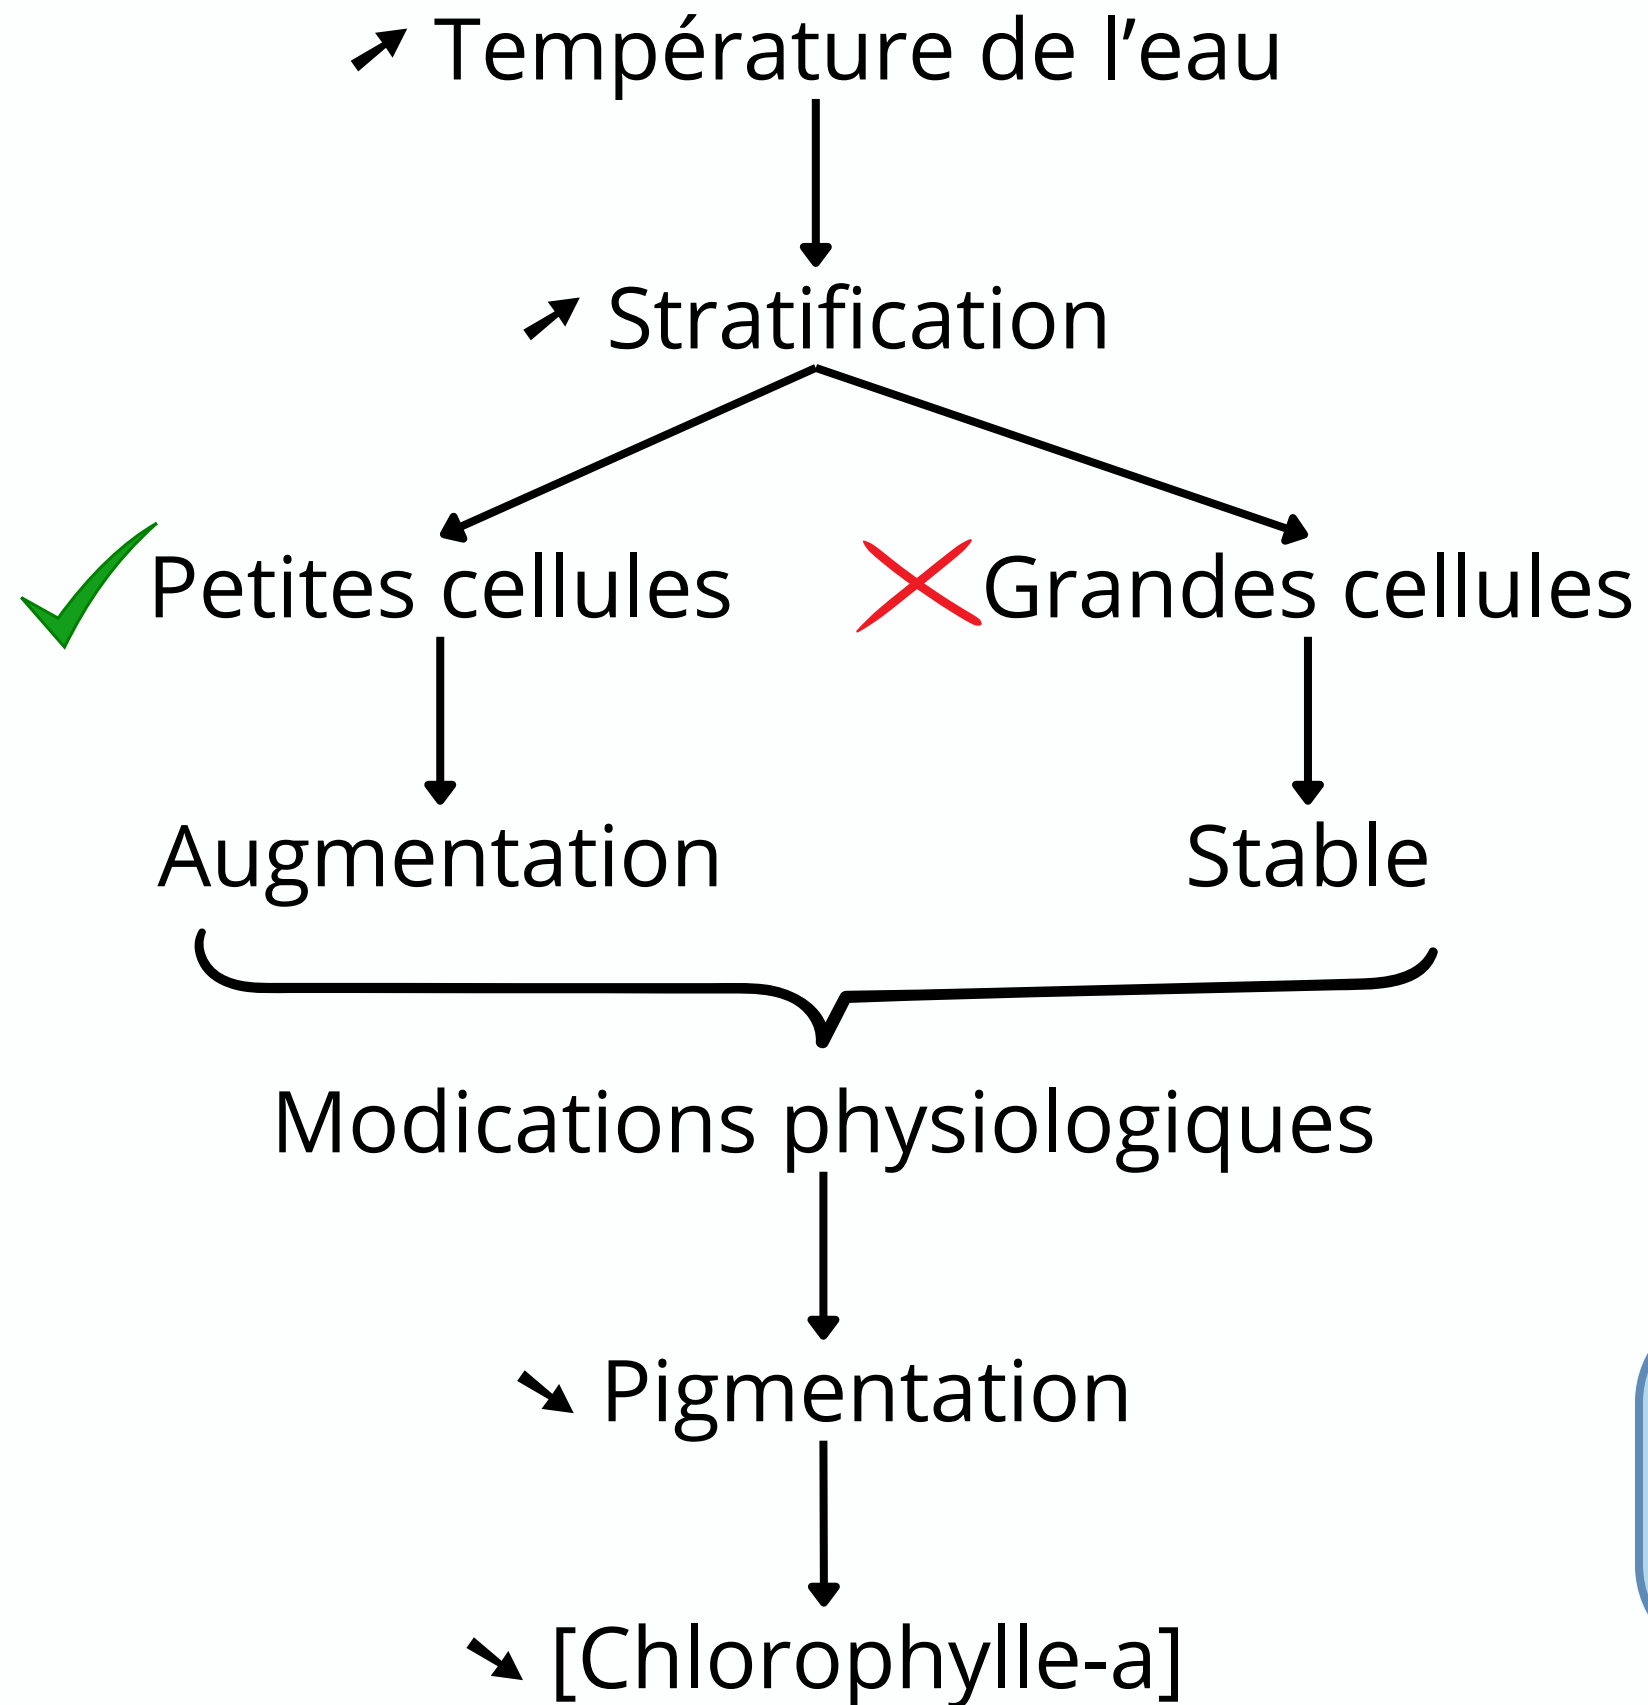 Température de l’eau
Stratification
Petites cellules
Grandes cellules
Augmentation
Stable
Modications physiologiques
Pigmentation
[Chlorophylle-a]